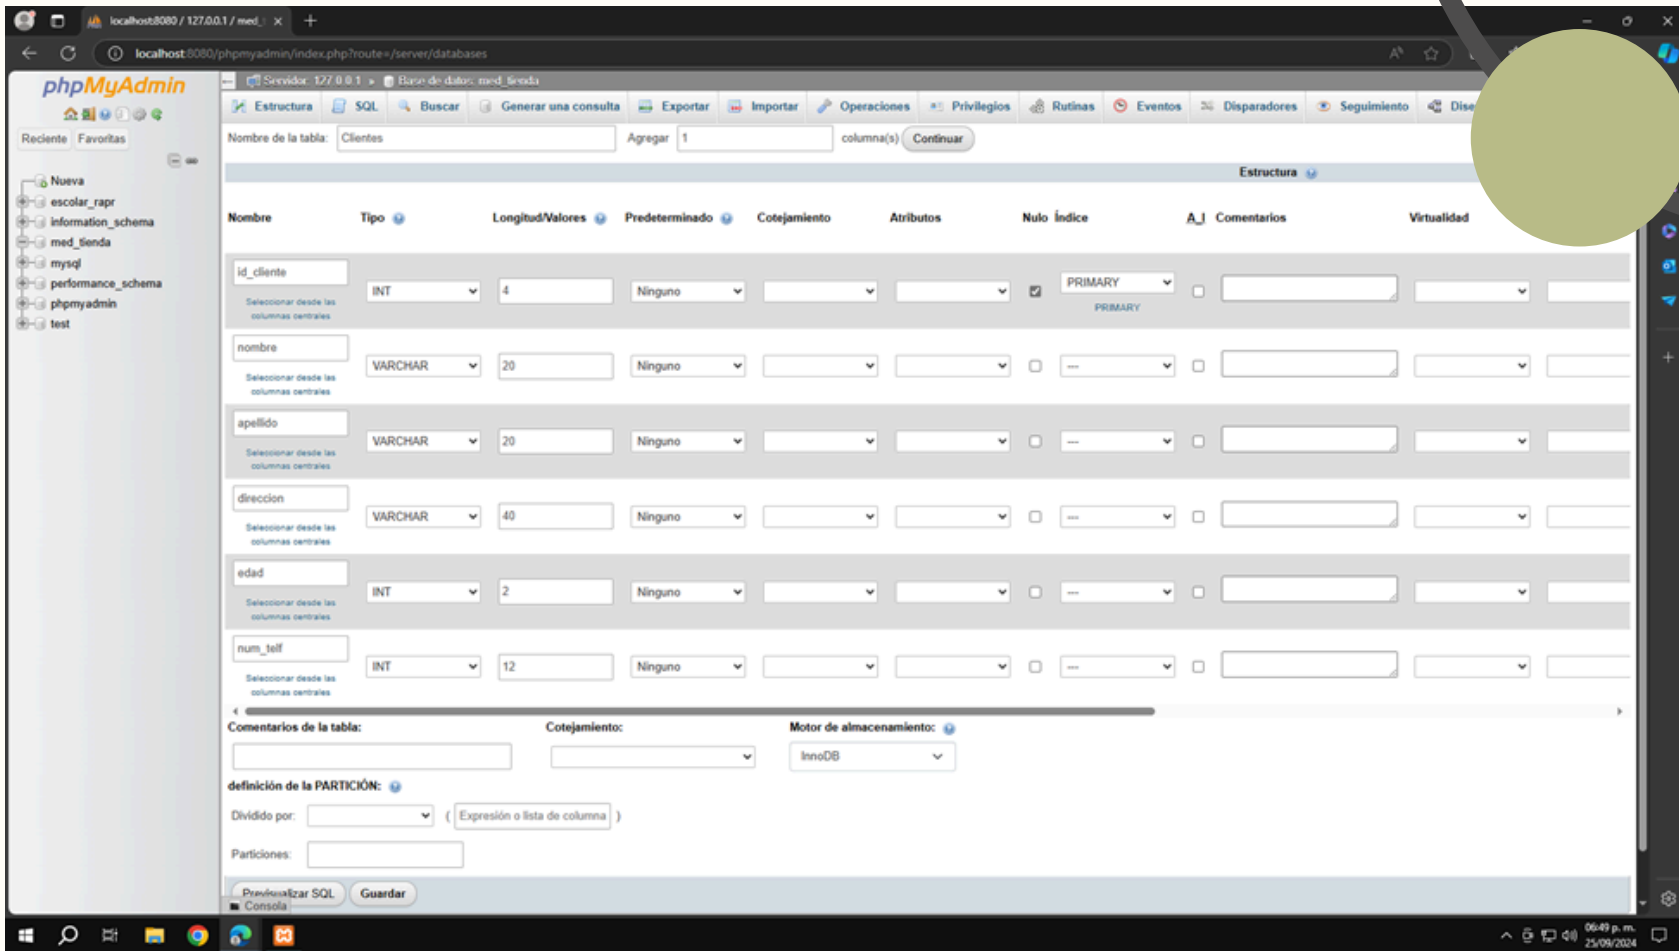 localhost:8080 / 127.0.0.1 / med_
localhost:8080/phpmyadmin/index.php?route=/server/databases
phpMyAdmin
Reciente Favoritas
Nueva
escolar_rapr
information_schema
med_tienda
mysql
performance_schema
phpmyadmin
test
Servidor: 127.0.0.1 » Base de datos: med_tienda
Estructura SQL Buscar Generar una consulta Exportar Importar Operaciones Privilegios Rutinas Eventos Disparadores Seguimiento Dise
Nombre de la tabla: Clientes Agregar 1 columna(s) Continuar
Estructura
Nombre Tipo Longitud/Valores Predeterminado Cotejamiento Atributos Nulo Índice A_I Comentarios Virtualidad
id_cliente INT 4 Ninguno PRIMARY
Seleccionar desde las PRIMARY
columnas centrales
nombre VARCHAR 20 Ninguno ---
Seleccionar desde las
columnas centrales
apellido VARCHAR 20 Ninguno ---
Seleccionar desde las
columnas centrales
direccion VARCHAR 40 Ninguno ---
Seleccionar desde las
columnas centrales
edad INT 2 Ninguno ---
Seleccionar desde las
columnas centrales
num_telf INT 12 Ninguno ---
Seleccionar desde las
columnas centrales
Comentarios de la tabla: Cotejamiento: Motor de almacenamiento:
InnoDB
definición de la PARTICIÓN:
Dividido por: ( Expresión o lista de columna )
Particiones:
Previsualizar SQL Guardar
Consola
06:49 p. m.
25/09/2024